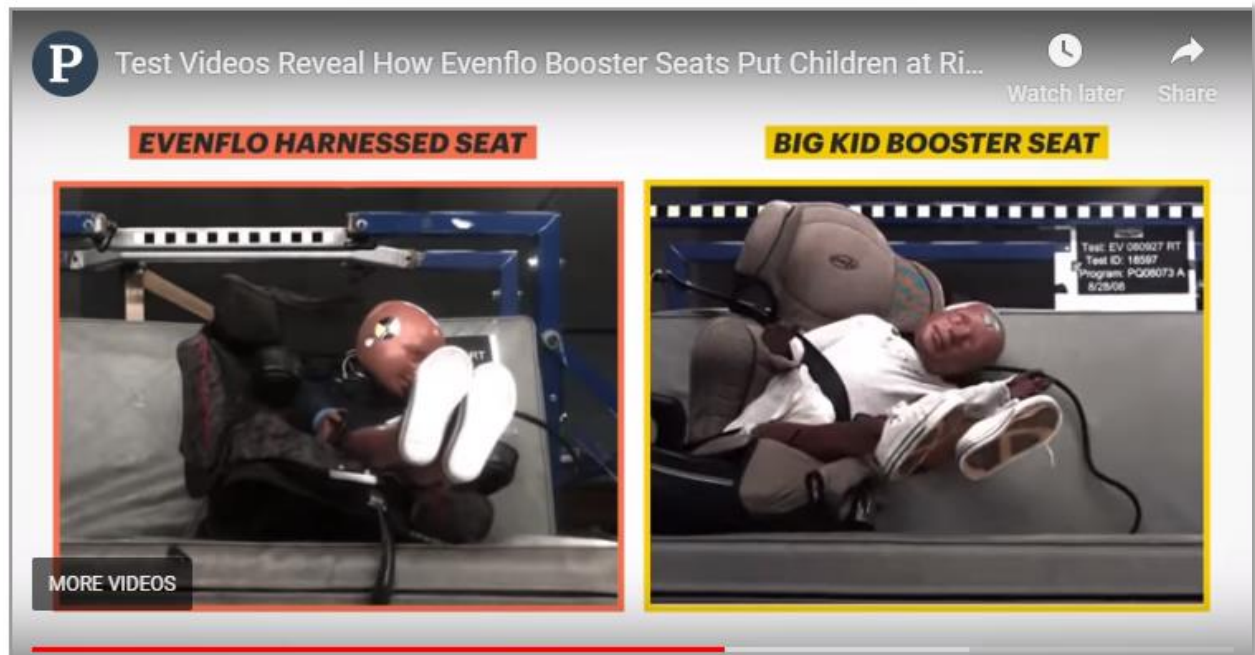 P
Test Videos Reveal How Evenflo Booster Seats Put Children at Ri...
Watch later
Share
EVENFLO HARNESSED SEAT
BIG KID BOOSTER SEAT
RT
Test: EV 080927 RT
Test ID: 18597
Program: PQ08073 A
8/28/08
MORE VIDEOS